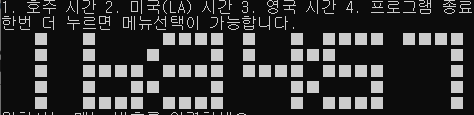 1. 호주 시간 2. 미국(LA) 시간 3. 영국 시간 4. 프로그램 종료
한번 더 누르면 메뉴선택이 가능합니다.
163457